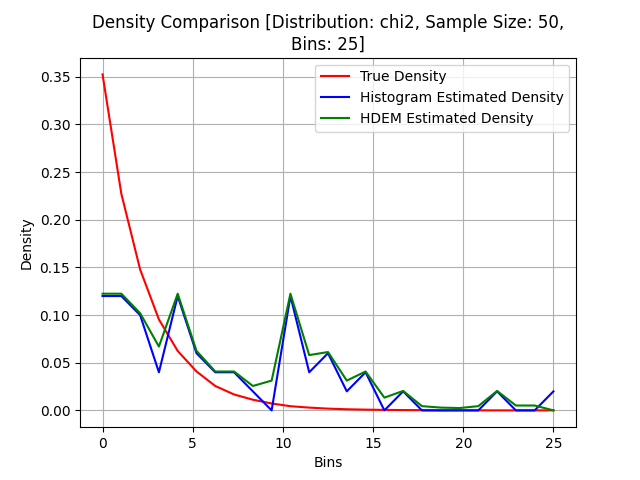 Density Comparison [Distribution: chi2, Sample Size: 50,
Bins: 25]
True Density
Histogram Estimated Density
HDEM Estimated Density
Density
0.35
0.30
0.25
0.20
0.15
0.10
0.05
0.00
0 5 10 15 20 25
Bins